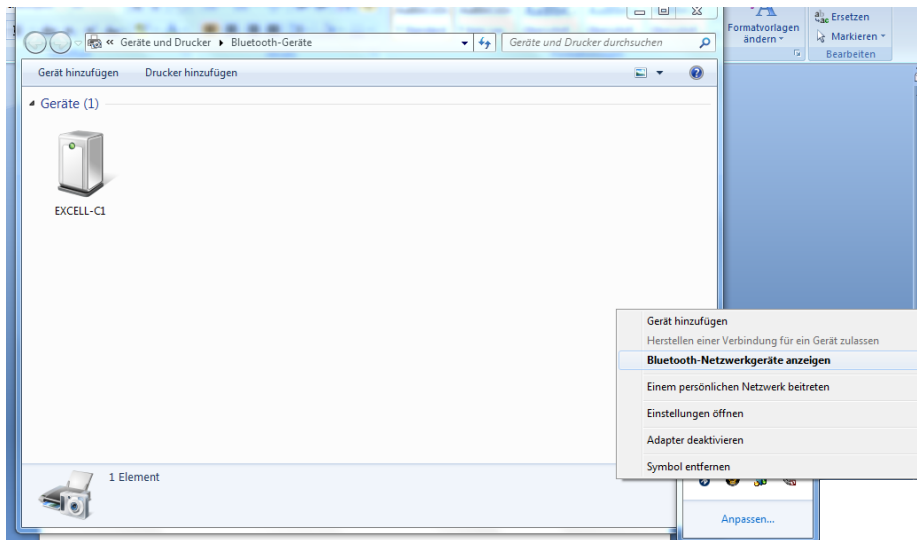 Formatvorlagen
ändern
Ersetzen
Markieren
Bearbeiten
« Geräte und Drucker ▸ Bluetooth-Geräte
Geräte und Drucker durchsuchen
Gerät hinzufügen Drucker hinzufügen
Geräte (1)
EXCELL-C1
Gerät hinzufügen
Herstellen einer Verbindung für ein Gerät zulassen
Bluetooth-Netzwerkgeräte anzeigen
Einem persönlichen Netzwerk beitreten
Einstellungen öffnen
Adapter deaktivieren
Symbol entfernen
1 Element
Anpassen...